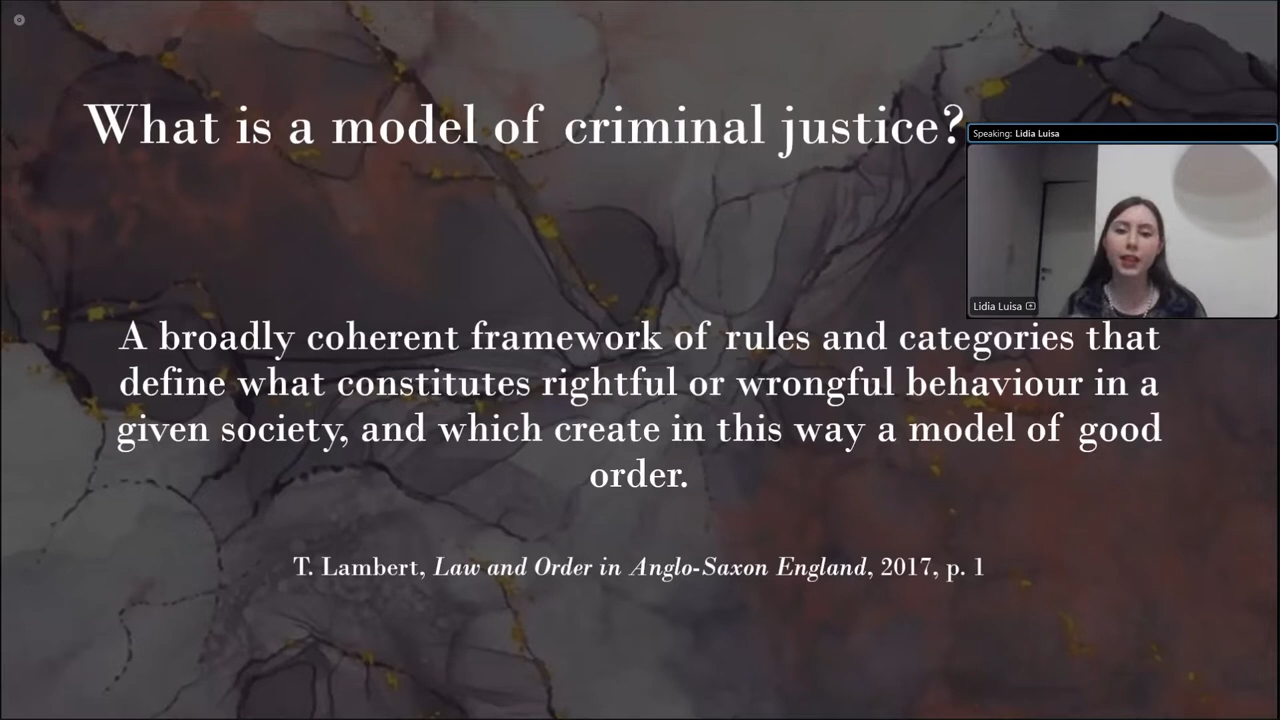 What is a model of criminal justice?
Speaking: Lidia Luisa
Lidia Luisa
A broadly coherent framework of rules and categories that
define what constitutes rightful or wrongful behaviour in a
given society, and which create in this way a model of good
order.
T. Lambert, Law and Order in Anglo-Saxon England, 2017, p. 1